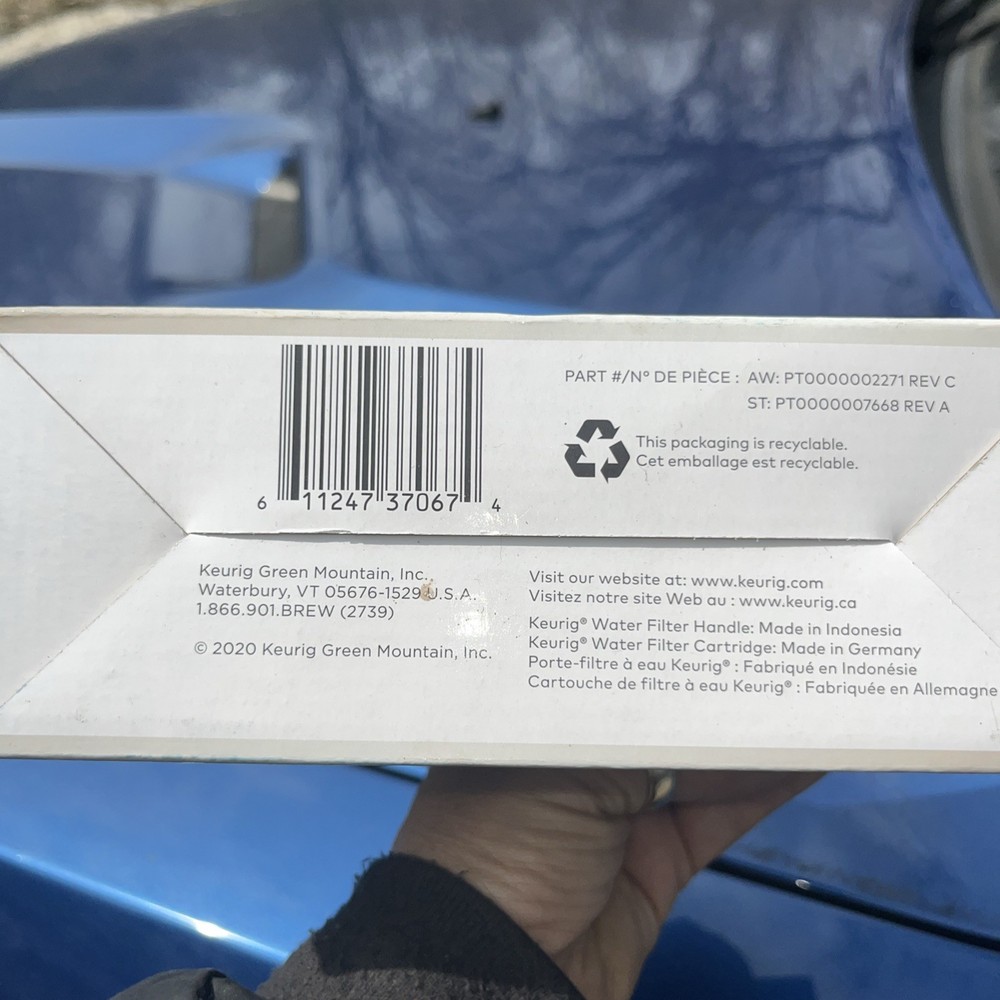 PART #/Nº DE PIÈCE : AW: PT0000002271 REV C
ST: PT0000007668 REV A
This packaging is recyclable.
Cet emballage est recyclable.
6 11247 37067 4
Keurig Green Mountain, Inc.
Waterbury, VT 05676-1529 U.S.A.
1.866.901.BREW (2739)
© 2020 Keurig Green Mountain, Inc.
Visit our website at: www.keurig.com
Visitez notre site Web au : www.keurig.ca
Keurig® Water Filter Handle: Made in Indonesia
Keurig® Water Filter Cartridge: Made in Germany
Porte-filtre à eau Keurig® : Fabriqué en Indonésie
Cartouche de filtre à eau Keurig® : Fabriquée en Allemagne